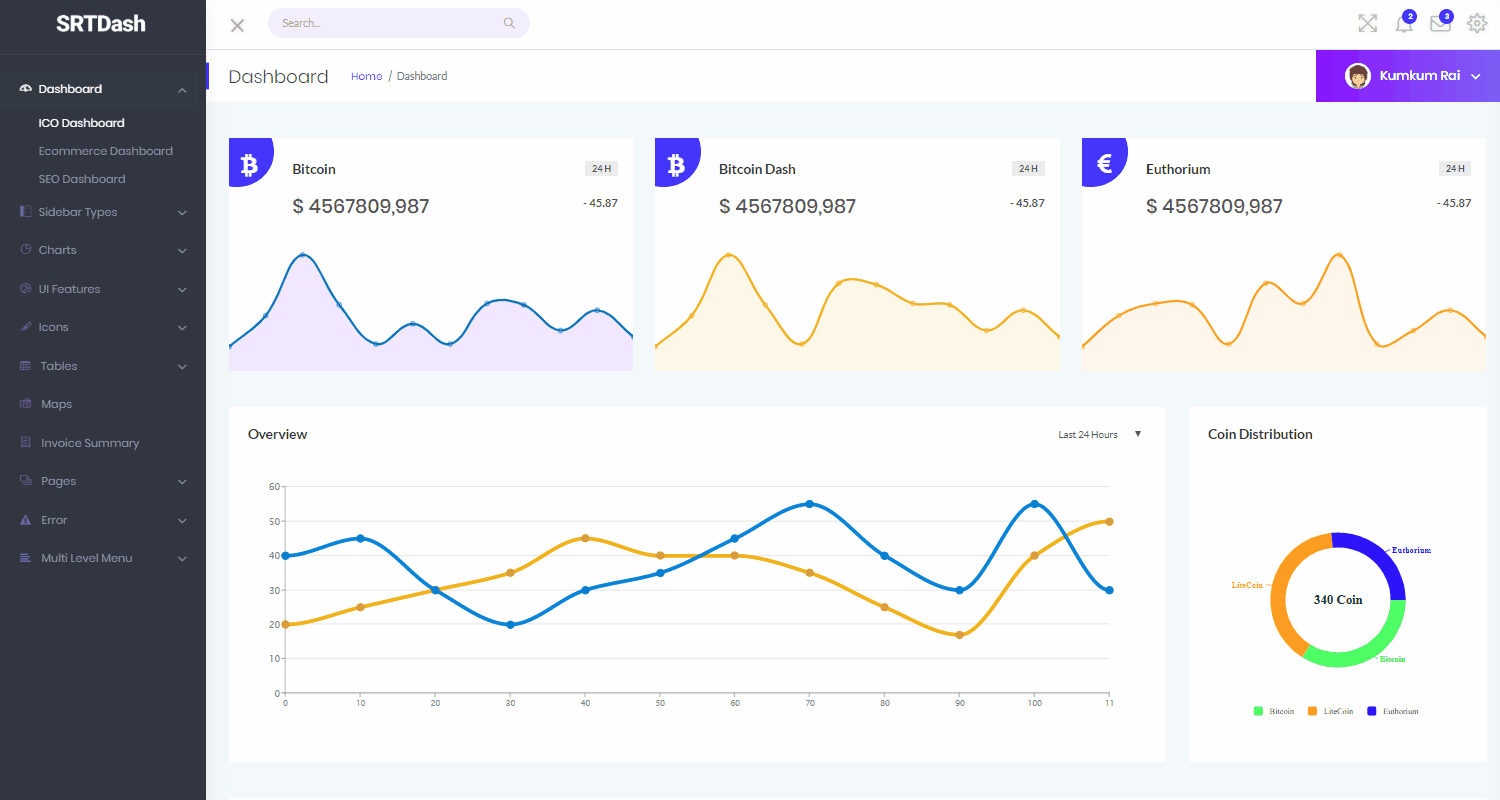 SRTDash
Search...
2
3
Dashboard
Home / Dashboard
Kumkum Rai
Dashboard
ICO Dashboard
Ecommerce Dashboard
SEO Dashboard
Sidebar Types
Charts
UI Features
Icons
Tables
Maps
Invoice Summary
Pages
Error
Multi Level Menu
Bitcoin
24 H
$ 4567809,987
- 45.87
Bitcoin Dash
24 H
$ 4567809,987
- 45.87
Euthorium
24 H
$ 4567809,987
- 45.87
Overview
Last 24 Hours
60
50
40
30
20
10
0
0 10 20 30 40 50 60 70 80 90 100 11
Coin Distribution
Euthorium
LiteCoin
340 Coin
Bitcoin
Bitcoin LiteCoin Euthorium